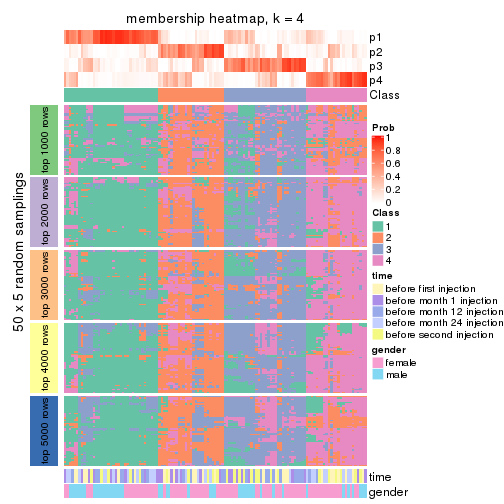 membership heatmap, k = 4
p1
p2
p3
p4
Class
50 x 5 random samplings
top 1000 rows
top 2000 rows
top 3000 rows
top 4000 rows
top 5000 rows
time
gender
Prob
1
0.8
0.6
0.4
0.2
0
Class
1
2
3
4
time
before first injection
before month 1 injection
before month 12 injection
before month 24 injection
before second injection
gender
female
male